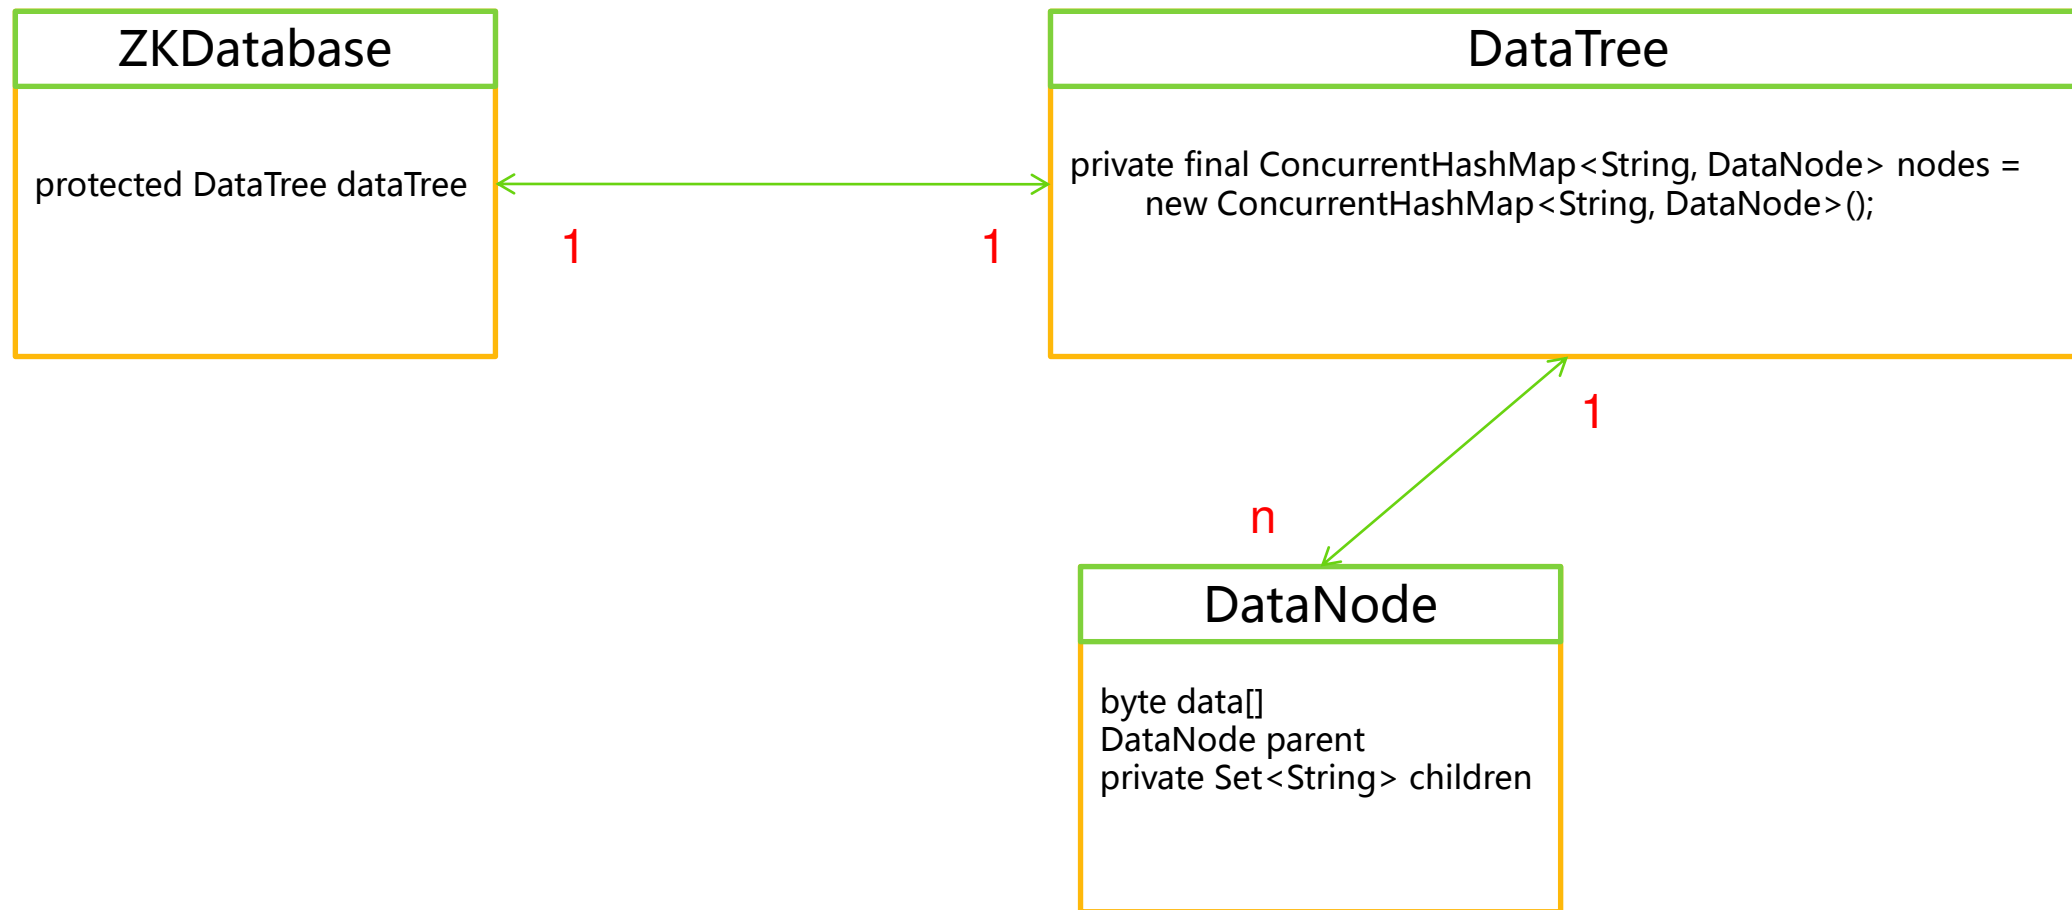 ZKDatabase
protected DataTree dataTree
1
1
DataTree
private final ConcurrentHashMap<String, DataNode> nodes =
new ConcurrentHashMap<String, DataNode>();
1
n
DataNode
byte data[]
DataNode parent
private Set<String> children